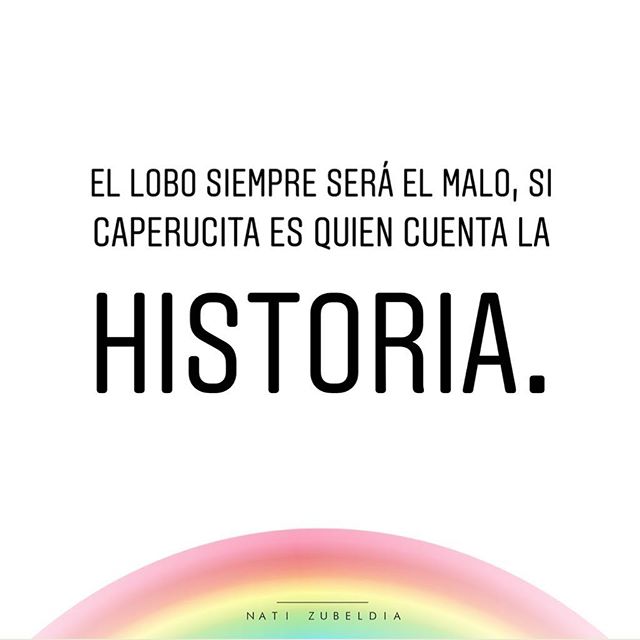 EL LOBO SIEMPRE SERÁ EL MALO, SI
CAPERUCITA ES QUIEN CUENTA LA
HISTORIA.
NATI ZUBELDIA